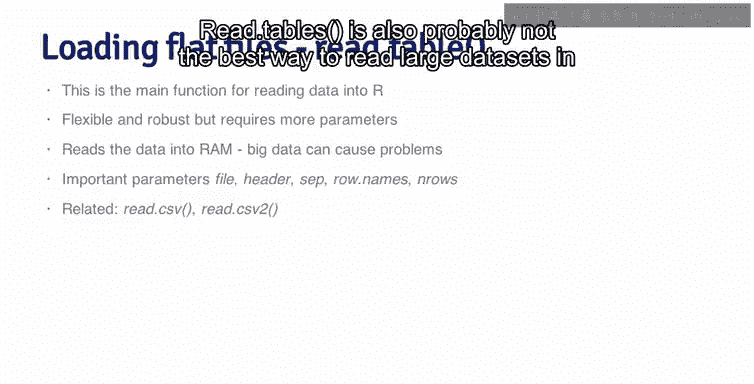 Loading flat files - read.table()
Read.tables() is also probably not
the best way to read large datasets in
· This is the main function for reading data into R
· Flexible and robust but requires more parameters
· Reads the data into RAM - big data can cause problems
· Important parameters file, header, sep, row.names, nrows
· Related: read.csv(), read.csv2()